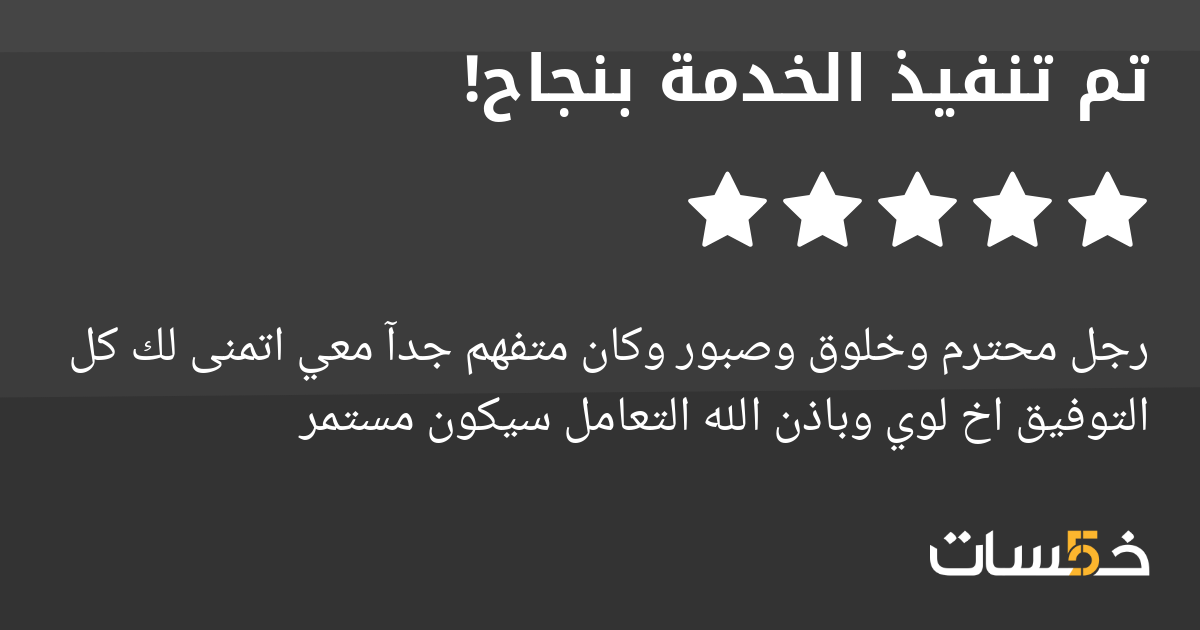 تم تنفيذ الخدمة بنجاح!
رجل محترم وخلوق وصبور وكان متفهم جدآ معي اتمنى لك كل
التوفيق اخ لوي وباذن الله التعامل سيكون مستمر
خ5سات